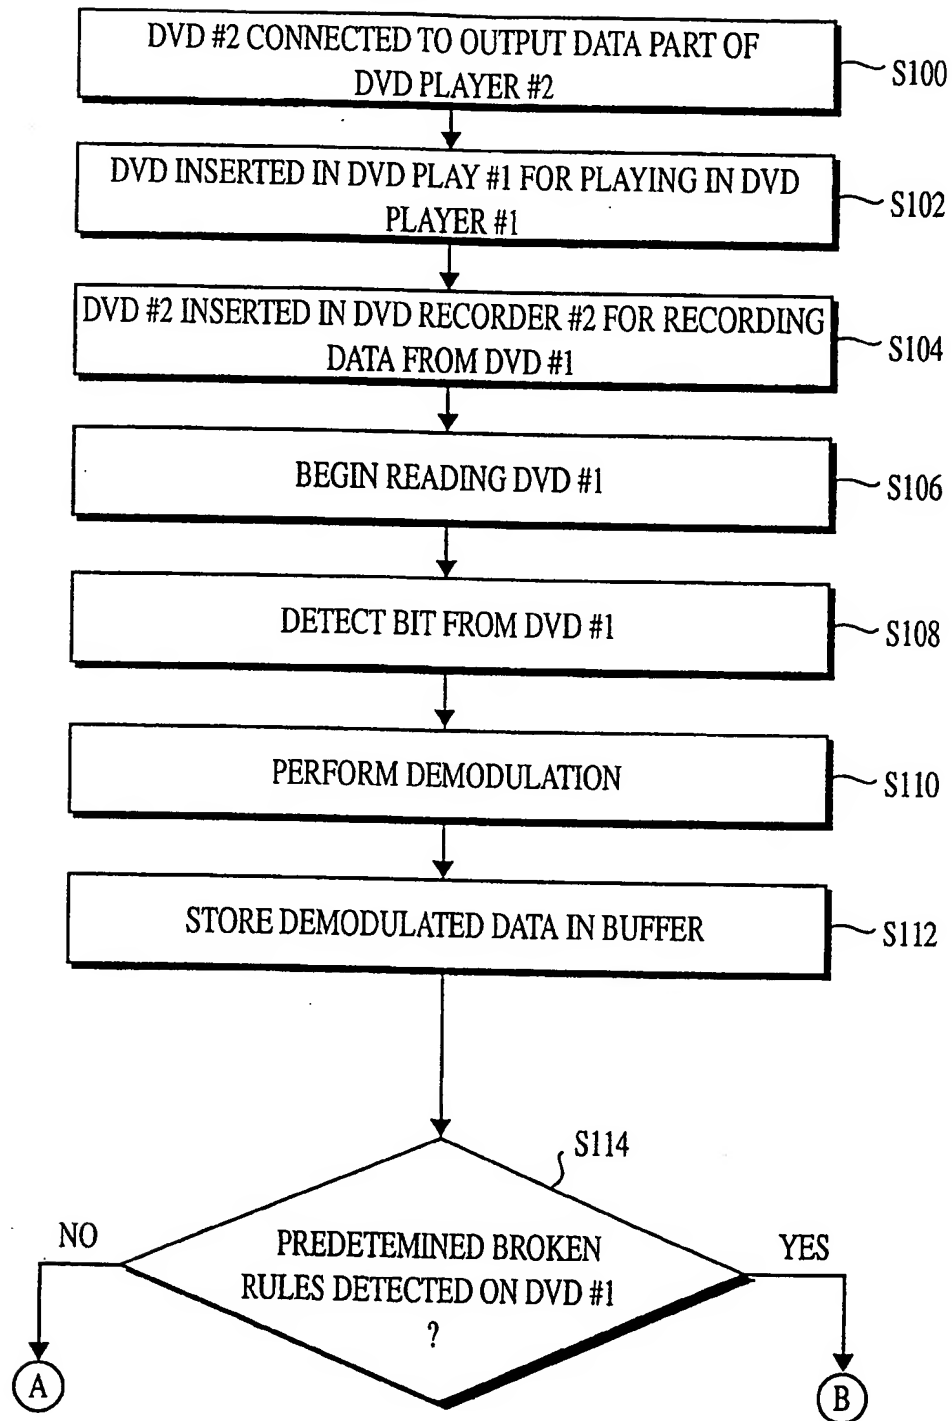 DVD #2 CONNECTED TO OUTPUT DATA PART OF
DVD PLAYER #2
S100
DVD INSERTED IN DVD PLAY #1 FOR PLAYING IN DVD
PLAYER #1
S102
DVD #2 INSERTED IN DVD RECORDER #2 FOR RECORDING
DATA FROM DVD #1
S104
BEGIN READING DVD #1
S106
DETECT BIT FROM DVD #1
S108
PERFORM DEMODULATION
S110
STORE DEMODULATED DATA IN BUFFER
S112
S114
NO
PREDETEMINED BROKEN
RULES DETECTED ON DVD #1
?
YES
A
B